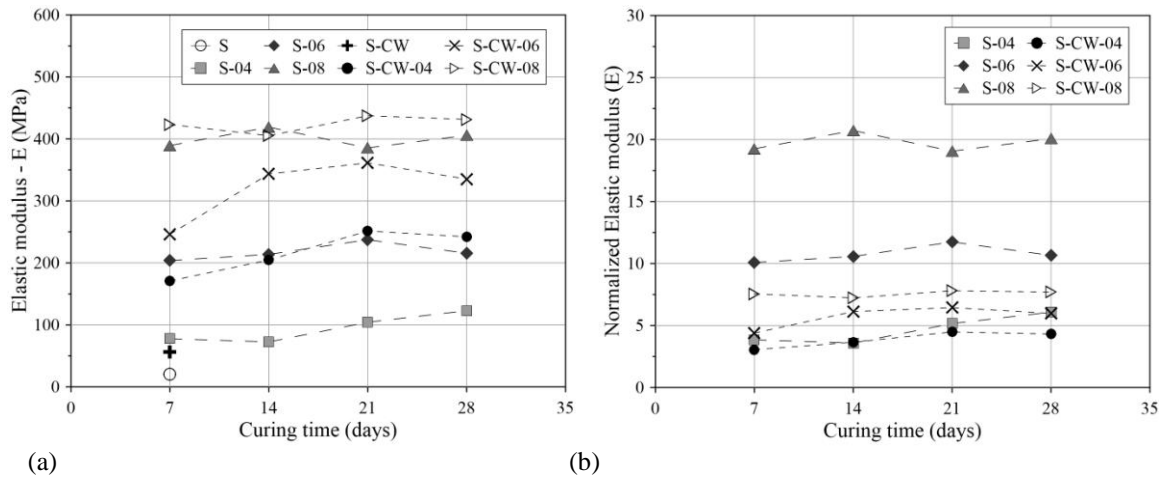 600
500
400
300
200
100
0
Elastic modulus - E (MPa)
S S-06 S-CW S-CW-06
S-04 S-08 S-CW-04 S-CW-08
0 7 14 21 28 35
Curing time (days)
(a)
30
25
20
15
10
5
0
Normalized Elastic modulus (E)
S-04 S-CW-04
S-06 S-CW-06
S-08 S-CW-08
0 7 14 21 28 35
Curing time (days)
(b)